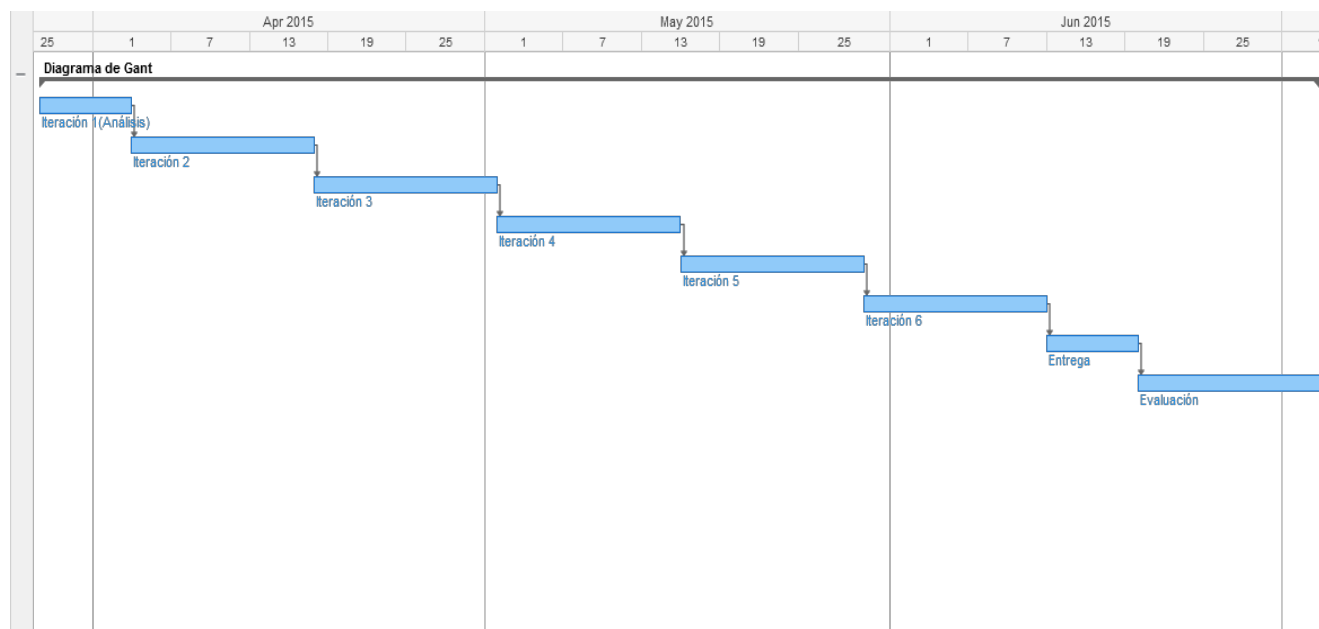 Apr 2015 May 2015 Jun 2015
25 1 7 13 19 25 1 7 13 19 25 1 7 13 19 25
Diagrama de Gant
Iteración 1(Análisis)
Iteración 2
Iteración 3
Iteración 4
Iteración 5
Iteración 6
Entrega
Evaluación